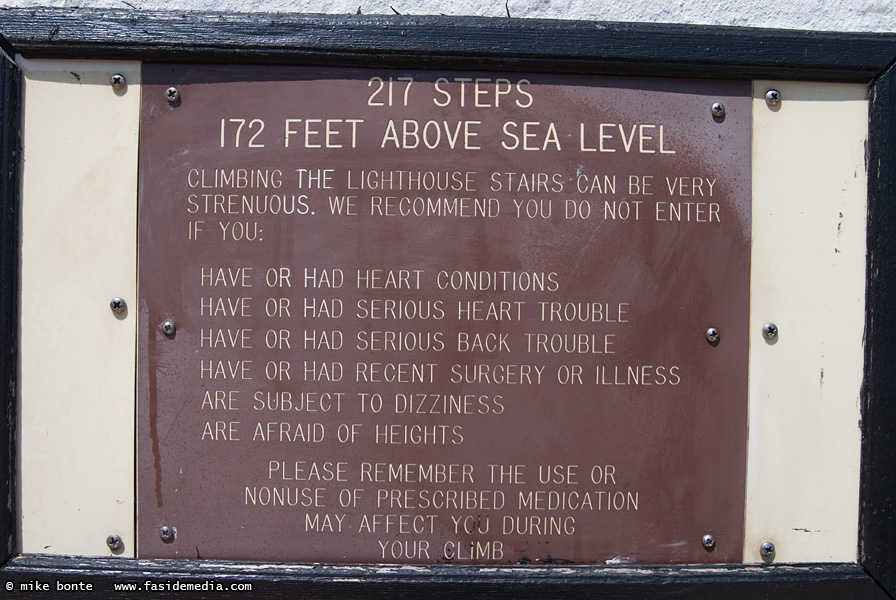 217 STEPS
172 FEET ABOVE SEA LEVEL
CLIMBING THE LIGHTHOUSE STAIRS CAN BE VERY
STRENUOUS. WE RECOMMEND YOU DO NOT ENTER
IF YOU:
HAVE OR HAD HEART CONDITIONS
HAVE OR HAD SERIOUS HEART TROUBLE
HAVE OR HAD SERIOUS BACK TROUBLE
HAVE OR HAD RECENT SURGERY OR ILLNESS
ARE SUBJECT TO DIZZINESS
ARE AFRAID OF HEIGHTS
PLEASE REMEMBER THE USE OR
NONUSE OF PRESCRIBED MEDICATION
MAY AFFECT YOU DURING
YOUR CLIMB
© mike bonte www.fasidemedia.com